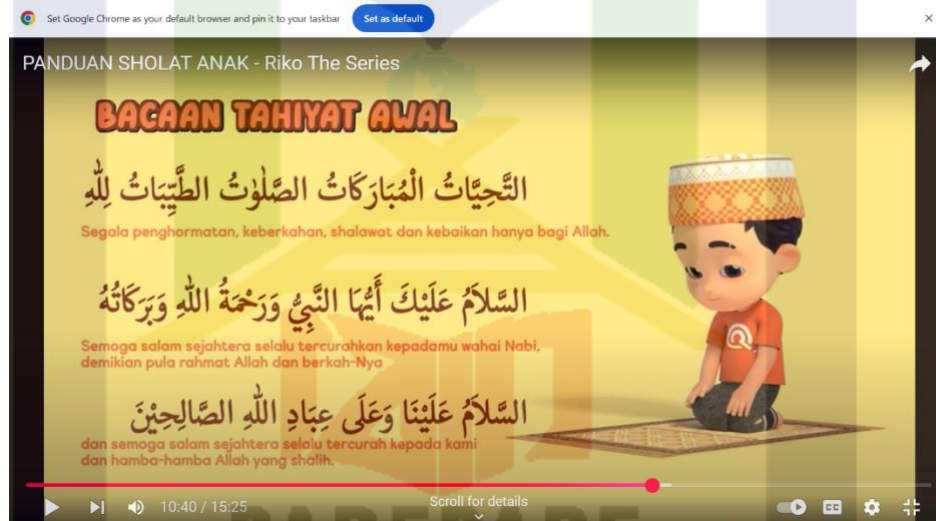 Set Google Chrome as your default browser and pin it to your taskbar
Set as default
PANDUAN SHOLAT ANAK - Riko The Series
BACAAN TAHIYAT AWAL
التَّحِيَّاتُ الْمُبَارَكَاتُ الصَّلَوٰتُ الطَّيِّبَاتُ لِلّٰهِ
Segala penghormatan, keberkahan, shalawat dan kebaikan hanya bagi Allah.
السَّلاَمُ عَلَيْكَ أَيُّهَا النَّبِيُّ وَرَحْمَةُ اللّٰهِ وَبَرَكَاتُهُ
Semoga salam sejahtera selalu tercurahkan kepadamu wahai Nabi,
demikian pula rahmat Allah dan berkah-Nya
السَّلاَمُ عَلَيْنَا وَعَلَى عِبَادِ اللّٰهِ الصَّالِحِيْنَ
dan semoga salam sejahtera selalu tercurah kepada kami
dan hamba-hamba Allah yang shalih.
10:40 / 15:25
Scroll for details
CC